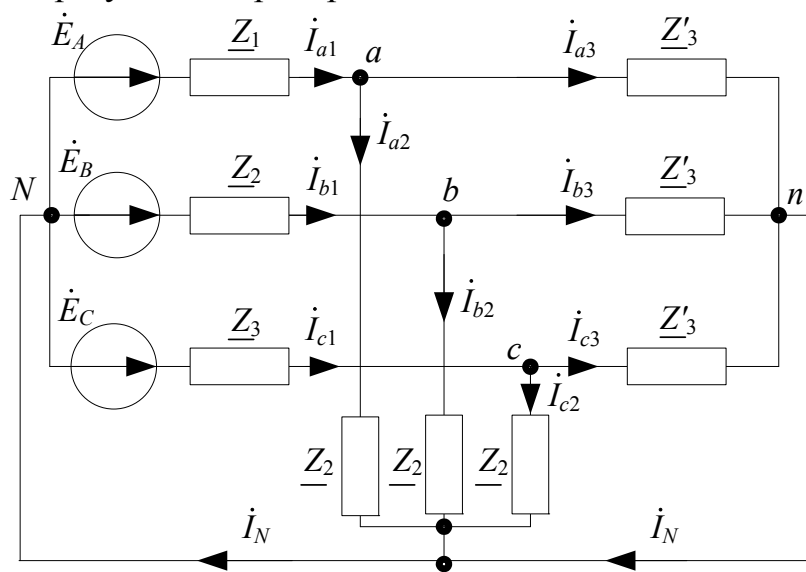 Ė_A Z_1 İ_a1 a İ_a3 Z'_3
İ_a2
N Ė_B Z_2 İ_b1 b İ_b3 Z'_3 n
İ_b2
Ė_C Z_3 İ_c1 c İ_c3 Z'_3
İ_c2
Z_2 Z_2 Z_2
İ_N İ_N